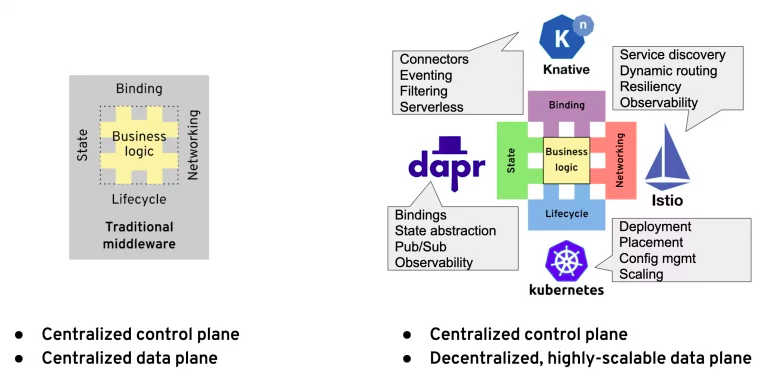 Binding
State
Business
logic
Networking
Lifecycle
Traditional
middleware
● Centralized control plane
● Centralized data plane
Connectors
Eventing
Filtering
Serverless
K
n
Knative
Service discovery
Dynamic routing
Resiliency
Observability
Binding
State
Business
logic
Networking
Lifecycle
dapr
Istio
Bindings
State abstraction
Pub/Sub
Observability
kubernetes
Deployment
Placement
Config mgmt
Scaling
● Centralized control plane
● Decentralized, highly-scalable data plane